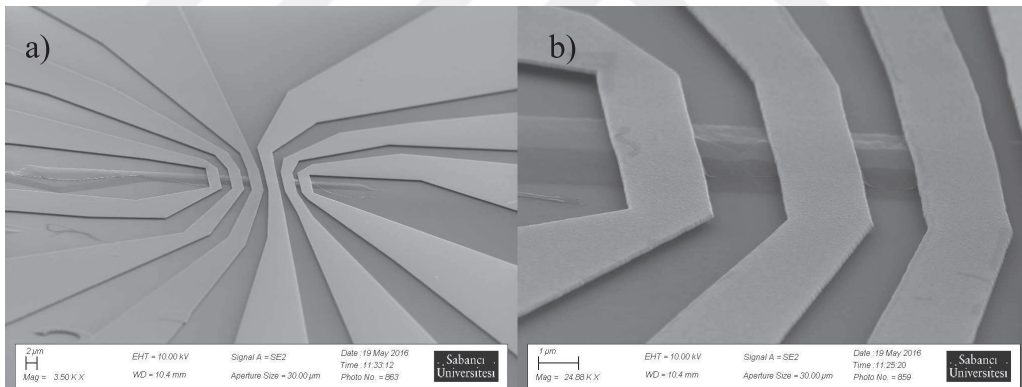 a)
2 µm
Mag = 3.50 K X
EHT = 10.00 kV
WD = 10.4 mm
Signal A = SE2
Aperture Size = 30.00 µm
Date :19 May 2016
Time :11:33:12
Photo No. = 863
Sabancı
Üniversitesi
b)
1 µm
Mag = 24.88 K X
EHT = 10.00 kV
WD = 10.4 mm
Signal A = SE2
Aperture Size = 30.00 µm
Date :19 May 2016
Time :11:25:20
Photo No. = 859
Sabancı
Üniversitesi